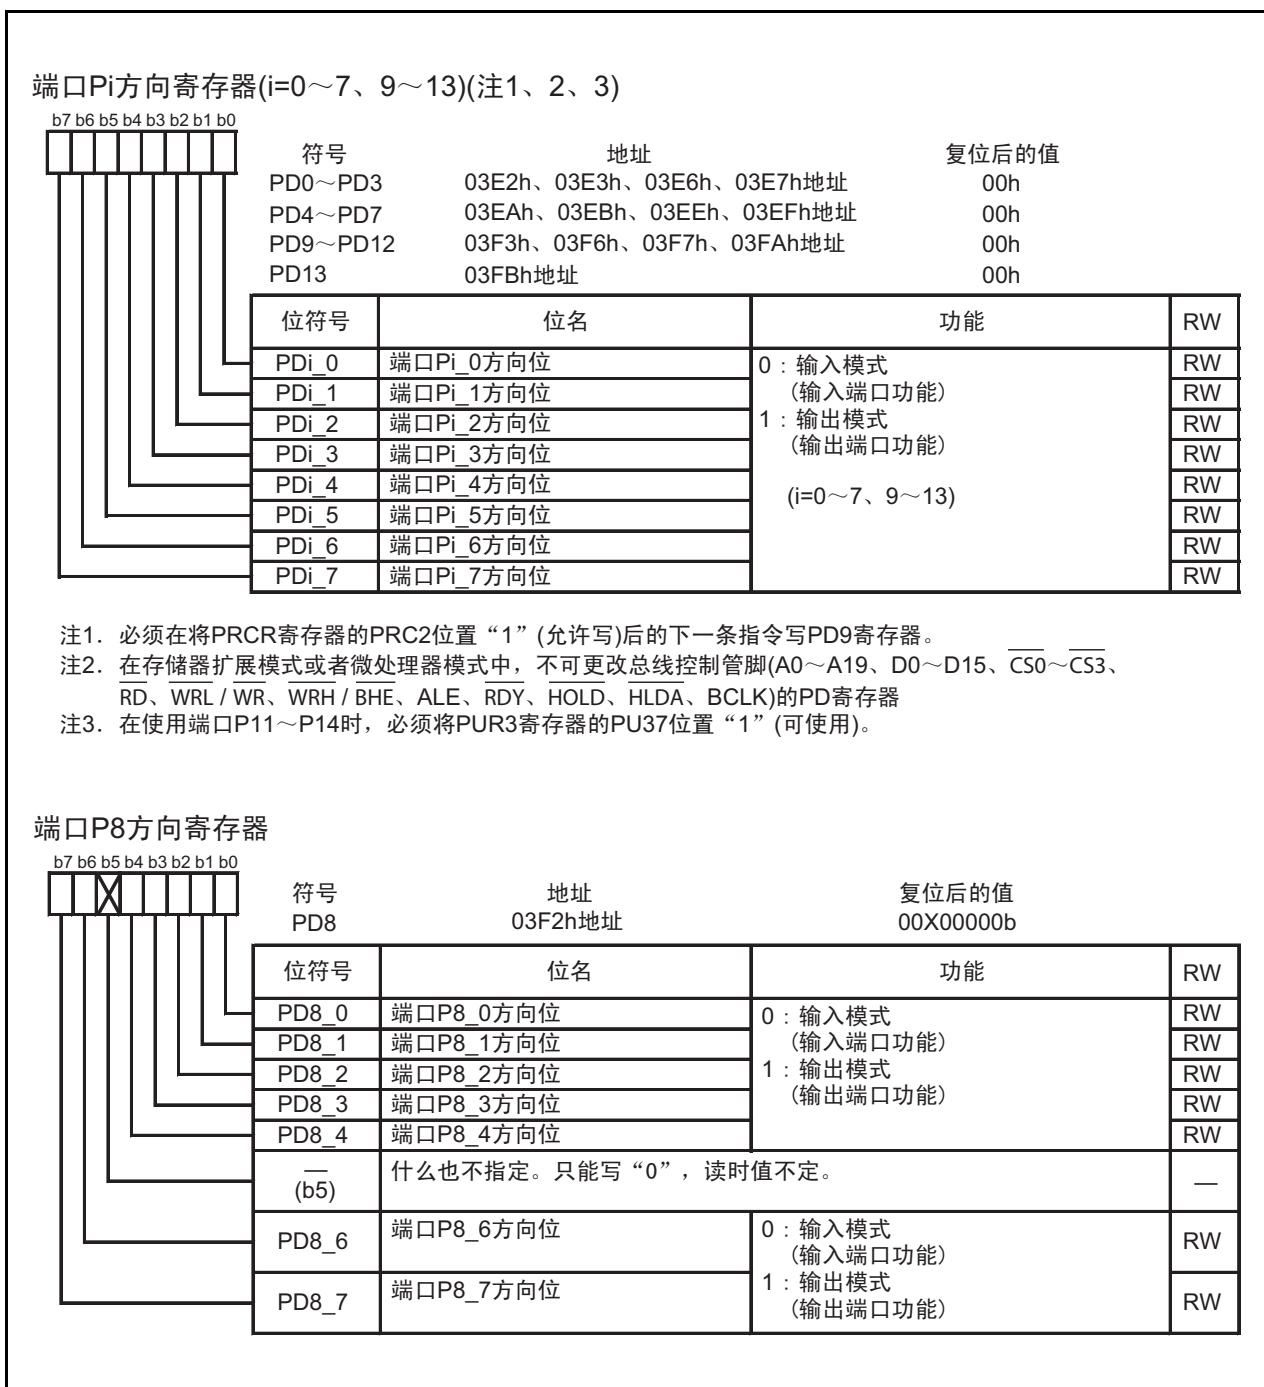 端口Pi方向寄存器(i=0～7、9～13)(注1、2、3)
b7 b6 b5 b4 b3 b2 b1 b0
符号 地址 复位后的值
PD0～PD3 03E2h、03E3h、03E6h、03E7h地址 00h
PD4～PD7 03EAh、03EBh、03EEh、03EFh地址 00h
PD9～PD12 03F3h、03F6h、03F7h、03FAh地址 00h
PD13 03FBh地址 00h
位符号 位名 功能 RW
PDi_0 端口Pi_0方向位 0：输入模式 RW
PDi_1 端口Pi_1方向位 (输入端口功能) RW
PDi_2 端口Pi_2方向位 1：输出模式 RW
PDi_3 端口Pi_3方向位 (输出端口功能) RW
PDi_4 端口Pi_4方向位 (i=0～7、9～13) RW
PDi_5 端口Pi_5方向位 RW
PDi_6 端口Pi_6方向位 RW
PDi_7 端口Pi_7方向位 RW
注1．必须在将PRCR寄存器的PRC2位置“1”(允许写)后的下一条指令写PD9寄存器。
注2．在存储器扩展模式或者微处理器模式中，不可更改总线控制管脚(A0～A19、D0～D15、CS0～CS3、
RD、WRL / WR、WRH / BHE、ALE、RDY、HOLD、HLDA、BCLK)的PD寄存器
注3．在使用端口P11～P14时，必须将PUR3寄存器的PU37位置“1”(可使用)。
端口P8方向寄存器
b7 b6 b5 b4 b3 b2 b1 b0
符号 地址 复位后的值
PD8 03F2h地址 00X00000b
位符号 位名 功能 RW
PD8_0 端口P8_0方向位 0：输入模式 RW
PD8_1 端口P8_1方向位 (输入端口功能) RW
PD8_2 端口P8_2方向位 1：输出模式 RW
PD8_3 端口P8_3方向位 (输出端口功能) RW
PD8_4 端口P8_4方向位 RW
— 什么也不指定。只能写“0”，读时值不定。 —
(b5)
PD8_6 端口P8_6方向位 0：输入模式 RW
(输入端口功能)
PD8_7 端口P8_7方向位 1：输出模式 RW
(输出端口功能)